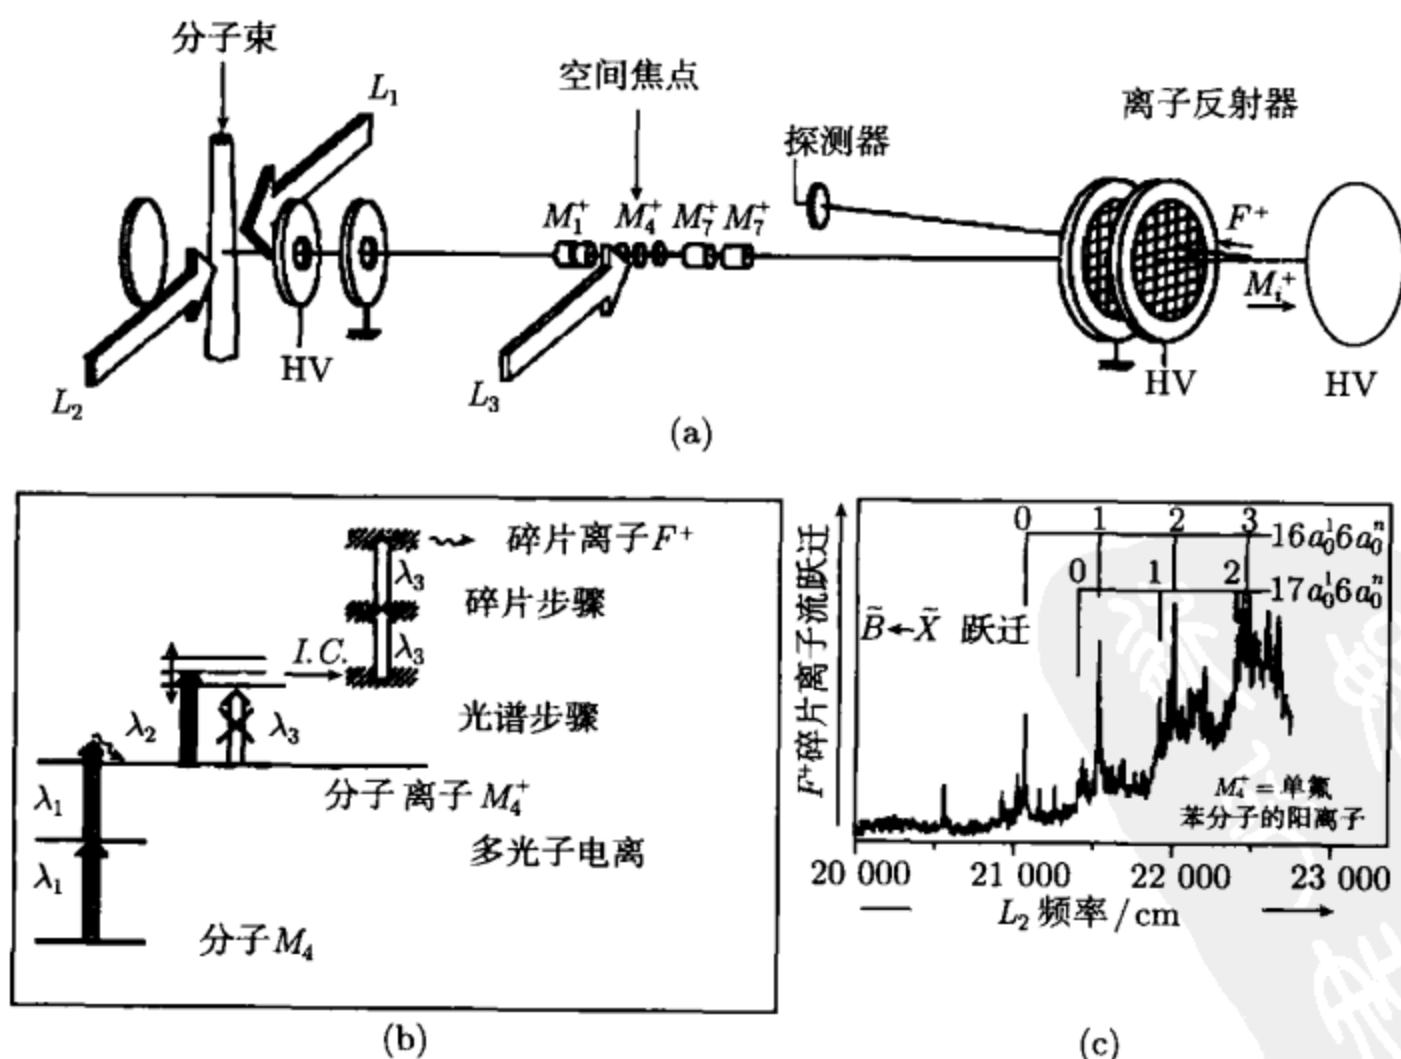 分子束
L₁
空间焦点
离子反射器
探测器
M₁⁺ M₄⁺ M₇⁺ M₇⁺
F⁺
Mᵢ⁺
HV
HV
HV
L₂
L₃
(a)
碎片离子F⁺
λ₃
碎片步骤
I.C.
λ₃
光谱步骤
λ₂
λ₃
分子离子M₄⁺
λ₁
多光子电离
λ₁
分子M₄
(b)
F⁺碎片离子流跃迁
0 1 2 3 16a₀¹6a₀ⁿ
0 1 2 17a₀¹6a₀ⁿ
B̃←X̃ 跃迁
M₄⁺=单氟
苯分子的阳离子
20 000 21 000 22 000 23 000
L₂ 频率/cm
(c)